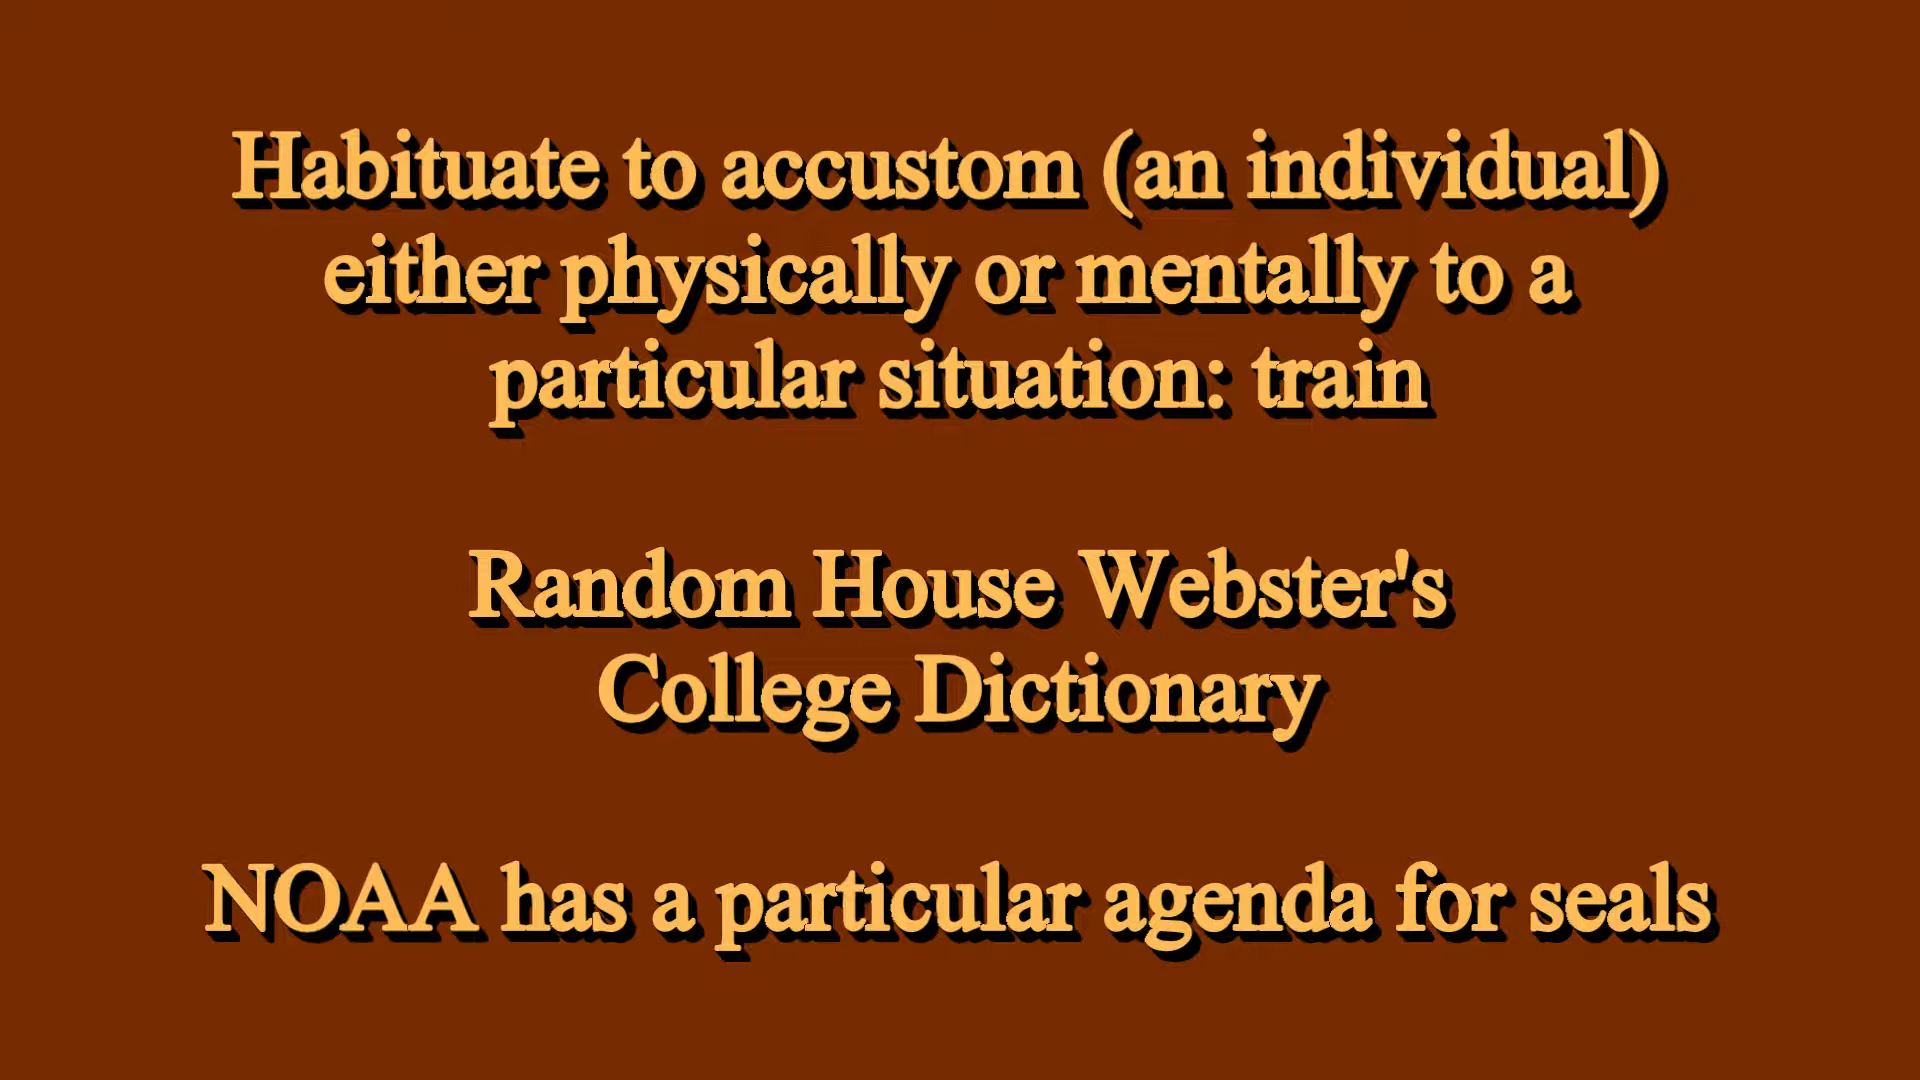 Habituate to accustom (an individual)
either physically or mentally to a
particular situation: train
Random House Webster's
College Dictionary
NOAA has a particular agenda for seals